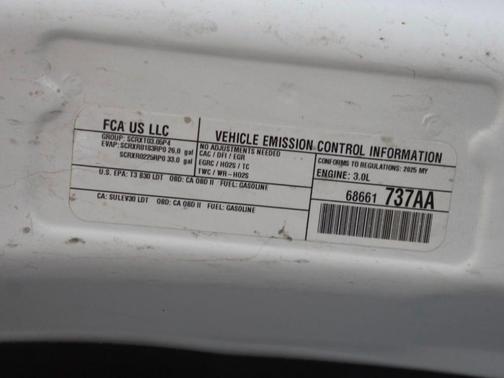 FCA US LLC
GROUP: SCRXT03.05P4
EVAP: SCRXR0183RP0 26.0 gal
SCRXR0225RP0 33.0 gal
VEHICLE EMISSION CONTROL INFORMATION
NO ADJUSTMENTS NEEDED
CAC / DFI / EGR
EGRC / HO2S / TC
TWC / WR-HO2S
CONFORMS TO REGULATIONS: 2025 MY
ENGINE: 3.0L
U.S. EPA: T3 B30 LDT OBD: CA OBD II FUEL: GASOLINE
CA: SULEV30 LDT OBD: CA OBD II FUEL: GASOLINE
68661 737AA